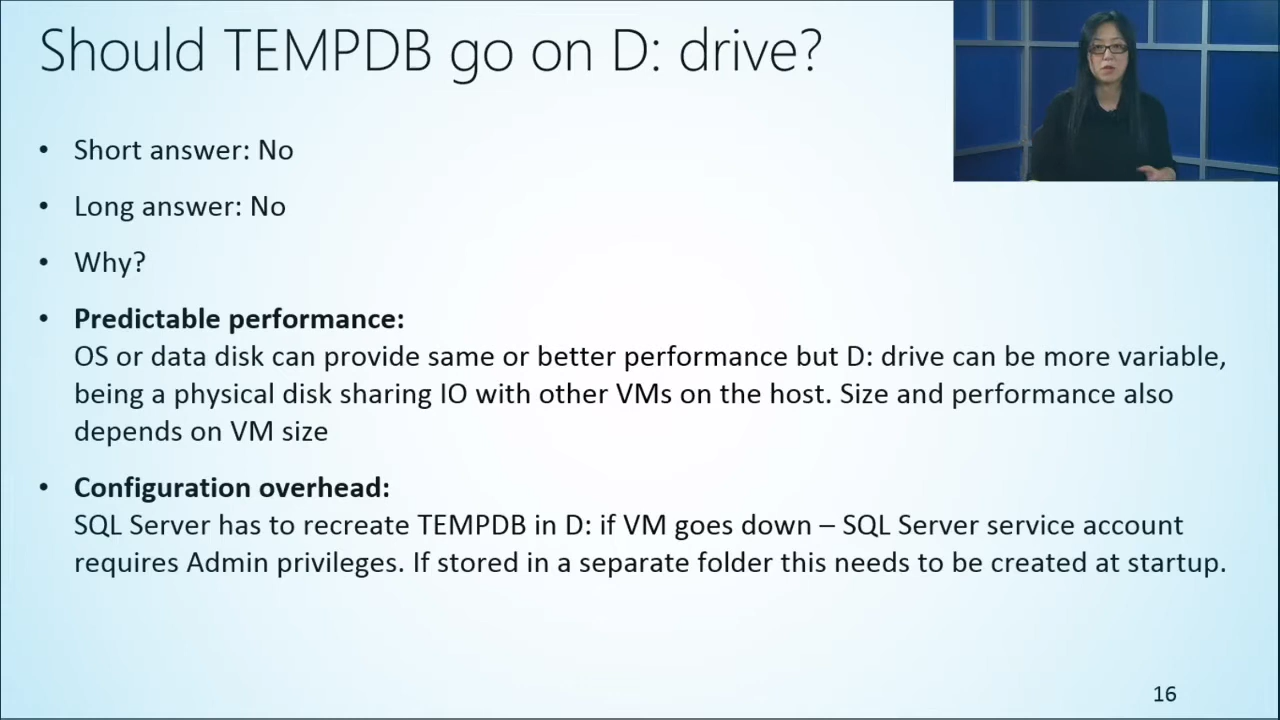 Should TEMPDB go on D: drive?
• Short answer: No
• Long answer: No
• Why?
• Predictable performance:
OS or data disk can provide same or better performance but D: drive can be more variable,
being a physical disk sharing IO with other VMs on the host. Size and performance also
depends on VM size
• Configuration overhead:
SQL Server has to recreate TEMPDB in D: if VM goes down – SQL Server service account
requires Admin privileges. If stored in a separate folder this needs to be created at startup.
16